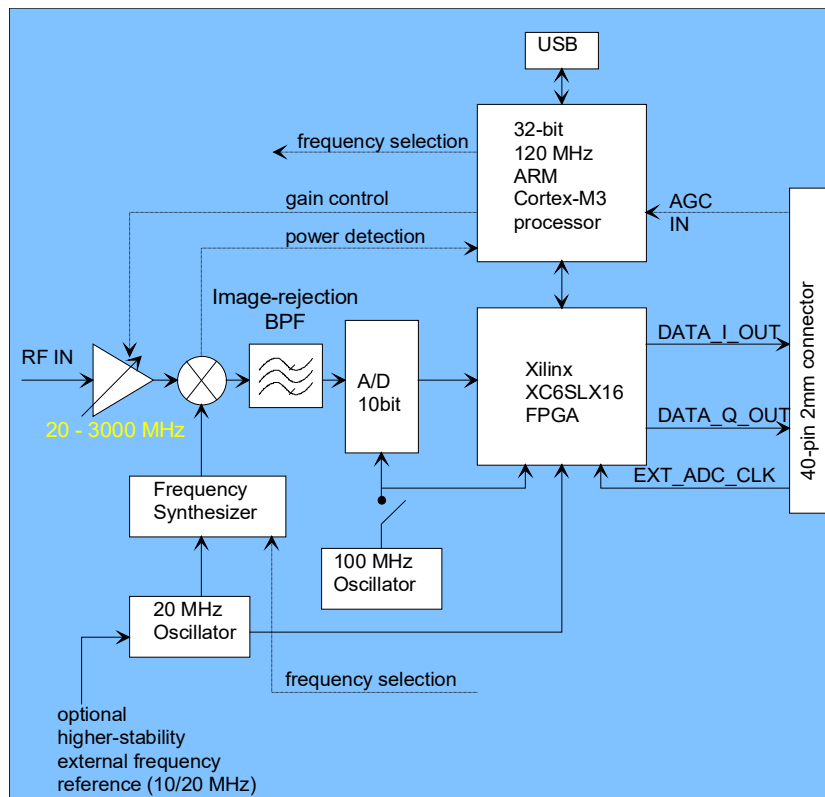 USB
32-bit
120 MHz
ARM
Cortex-M3
processor
frequency selection
gain control
power detection
AGC
IN
Image-rejection
BPF
RF IN
20 - 3000 MHz
A/D
10bit
Xilinx
XC6SLX16
FPGA
DATA_I_OUT
DATA_Q_OUT
EXT_ADC_CLK
40-pin 2mm connector
Frequency
Synthesizer
100 MHz
Oscillator
20 MHz
Oscillator
frequency selection
optional
higher-stability
external frequency
reference (10/20 MHz)